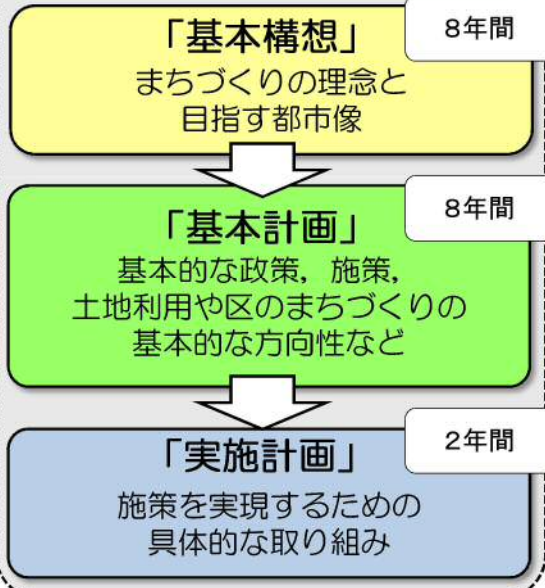 「基本構想」
8年間
まちづくりの理念と
目指す都市像
「基本計画」
8年間
基本的な政策，施策，
土地利用や区のまちづくりの
基本的な方向性など
「実施計画」
2年間
施策を実現するための
具体的な取り組み